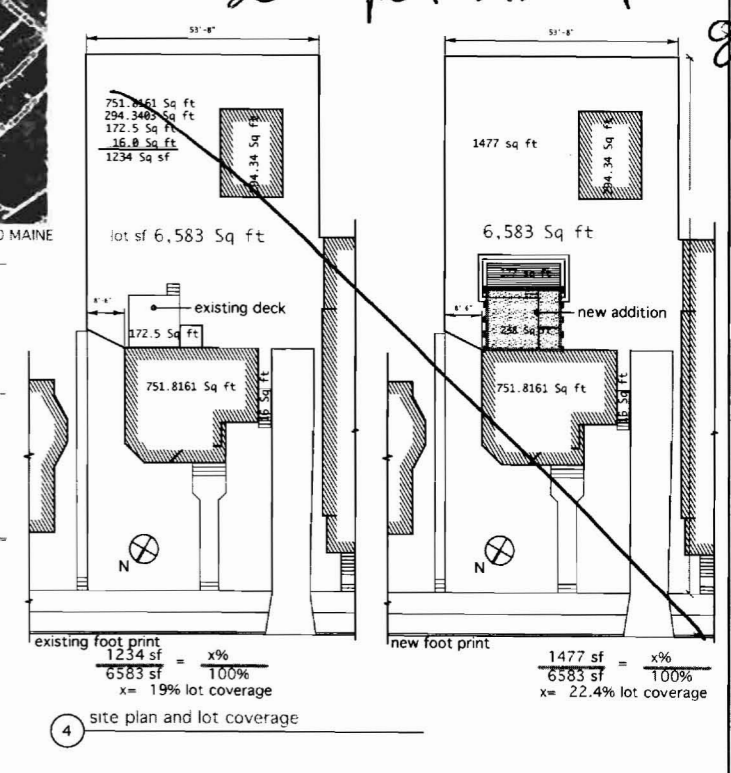 53'-8"
751.8161 Sq ft
294.3403 Sq ft
172.5 Sq ft
16.0 Sq ft
1234 Sq sf
294.34 Sq ft
MAINE
lot sf 6,583 Sq ft
8'-6"
existing deck
172.5 Sq ft
751.8161 Sq ft
16 Sq ft
N
existing foot print
1234 sf = x%
6583 sf 100%
x= 19% lot coverage
53'-8"
1477 sq ft
294.34 Sq ft
6,583 Sq ft
8'-6"
new addition
751.8161 Sq ft
16 Sq ft
N
new foot print
1477 sf = x%
6583 sf 100%
x= 22.4% lot coverage
4 site plan and lot coverage